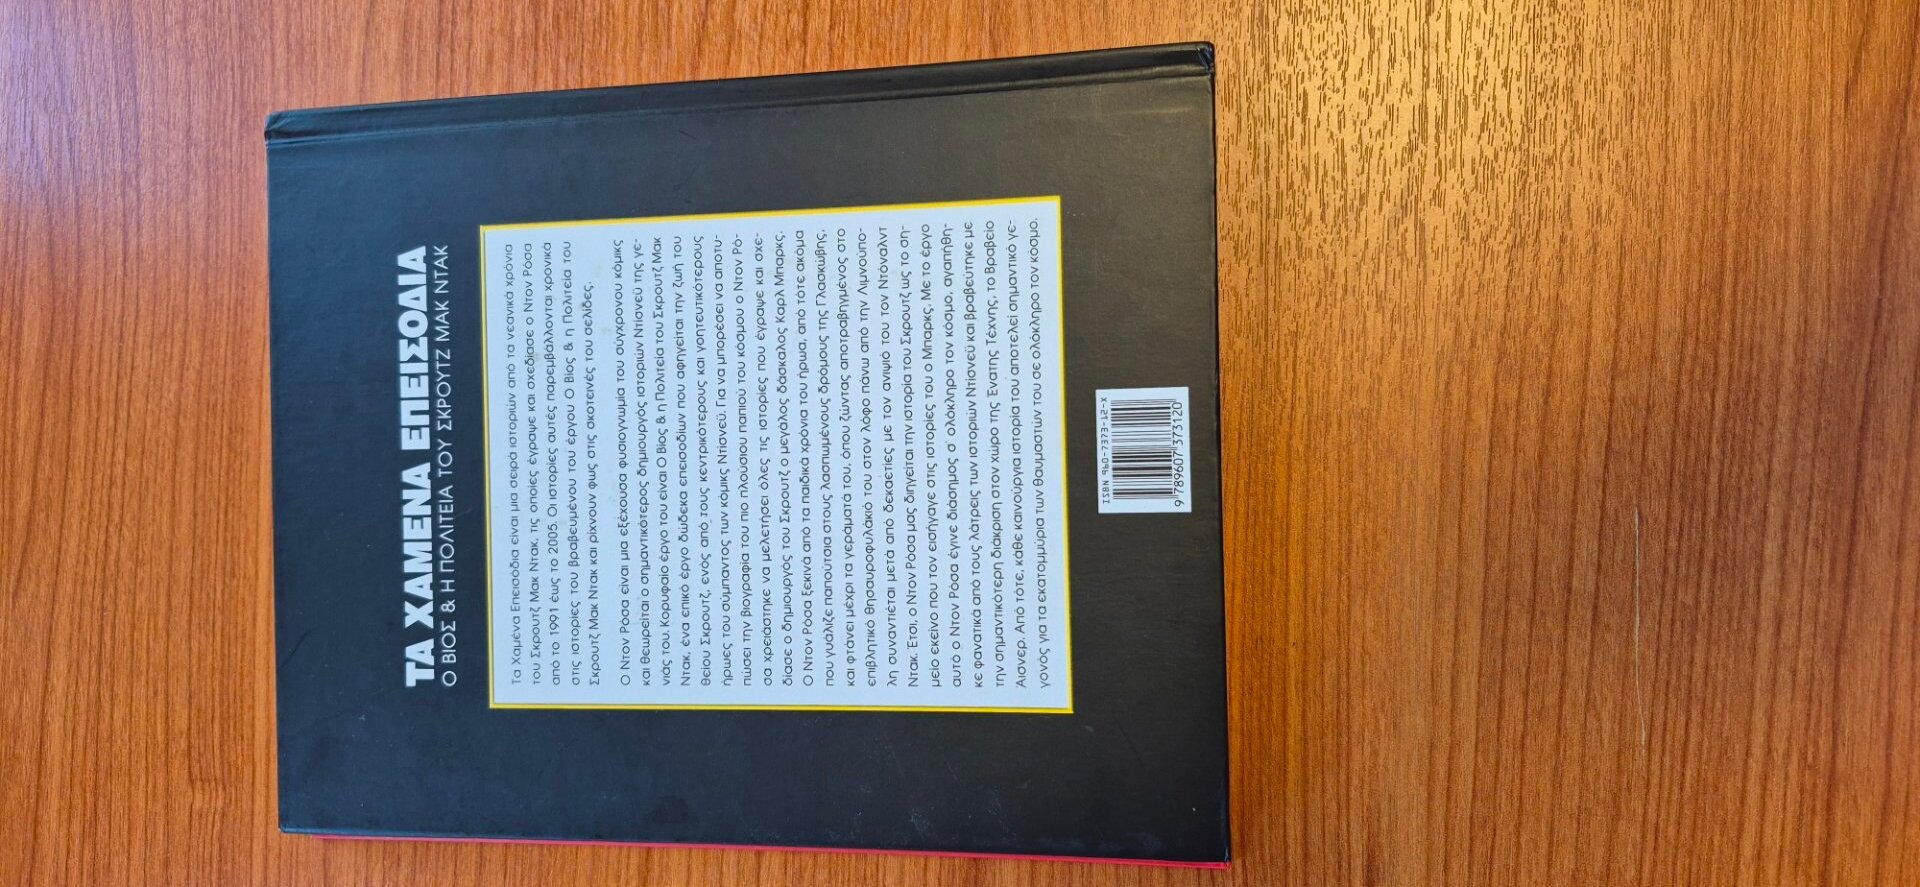 ΤΑ ΧΑΜΕΝΑ ΕΠΕΙΣΟΔΙΑ
Ο ΒΙΟΣ & Η ΠΟΛΙΤΕΙΑ ΤΟΥ ΣΚΡΟΥΤΖ ΜΑΚ ΝΤΑΚ
Τα Χαμένα Επεισόδια είναι μια σειρά ιστοριών από τα νεανικά χρόνια
του Σκρουτζ Μακ Ντακ, τις οποίες έγραψε και σχεδίασε ο Ντον Ρόσα
από το 1991 έως το 2005. Οι ιστορίες αυτές παρεμβάλλονται χρονικά
στις ιστορίες του βραβευμένου του έργου Ο Βίος & η Πολιτεία του
Σκρουτζ Μακ Ντακ και ρίχνουν φως στις σκοτεινές του σελίδες.
Ο Ντον Ρόσα είναι μια εξέχουσα φυσιογνωμία του σύγχρονου κόμικς
και θεωρείται ο σημαντικότερος δημιουργός ιστοριών Ντίσνεϋ της γε-
νιάς του. Κορυφαίο έργο του είναι Ο Βίος & η Πολιτεία του Σκρουτζ Μακ
Ντακ, ένα επικό έργο δώδεκα επεισοδίων που αφηγείται την ζωή του
θείου Σκρουτζ, ενός από τους κεντρικότερους και γοητευτικότερους
ήρωες του σύμπαντος των κόμικς Ντίσνεϋ. Για να μπορέσει να αποτυ-
πώσει την βιογραφία του πιο πλούσιου παπιού του κόσμου ο Ντον Ρό-
σα χρειάστηκε να μελετήσει όλες τις ιστορίες που έγραψε και σχε-
δίασε ο δημιουργός του Σκρουτζ ο μεγάλος δάσκαλος Καρλ Μπαρκς.
Ο Ντον Ρόσα ξεκινά από τα παιδικά χρόνια του ήρωα, από τότε ακόμα
που γυάλιζε παπούτσια στους λασπωμένους δρόμους της Γλασκώβης,
και φτάνει μέχρι τα γεράματά του, όπου ζώντας αποτραβηγμένος στο
επιβλητικό θησαυροφυλάκιό του στον λόφο πάνω από την Λιμνούπο-
λη συναντιέται μετά από δεκαετίες με τον ανιψιό του τον Ντόναλντ
Ντακ. Έτσι, ο Ντον Ρόσα μας διηγείται την ιστορία του Σκρουτζ ως το ση-
μείο εκείνο που τον εισήγαγε στις ιστορίες του ο Μπαρκς. Με το έργο
αυτό ο Ντον Ρόσα έγινε διάσημος σ' ολόκληρο τον κόσμο, αγαπήθη-
κε φανατικά από τους λάτρεις των ιστοριών Ντίσνεϋ και βραβεύτηκε με
την σημαντικότερη διάκριση στον χώρο της Ένατης Τέχνης, το Βραβείο
Άισνερ. Από τότε, κάθε καινούργια ιστορία του αποτελεί σημαντικό γε-
γονός για τα εκατομμύρια των θαυμαστών του σε ολόκληρο τον κόσμο.
ISBN 960-7373-12-X
9 789607 373120